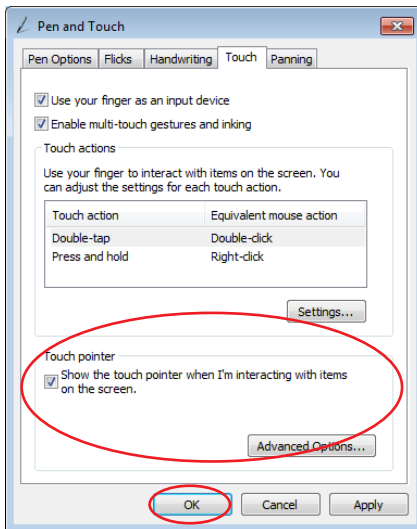 Pen and Touch
Pen Options Flicks Handwriting Touch Panning
Use your finger as an input device
Enable multi-touch gestures and inking
Touch actions
Use your finger to interact with items on the screen. You
can adjust the settings for each touch action.
Touch action Equivalent mouse action
Double-tap Double-click
Press and hold Right-click
Settings...
Touch pointer
Show the touch pointer when I'm interacting with items
on the screen.
Advanced Options...
OK Cancel Apply